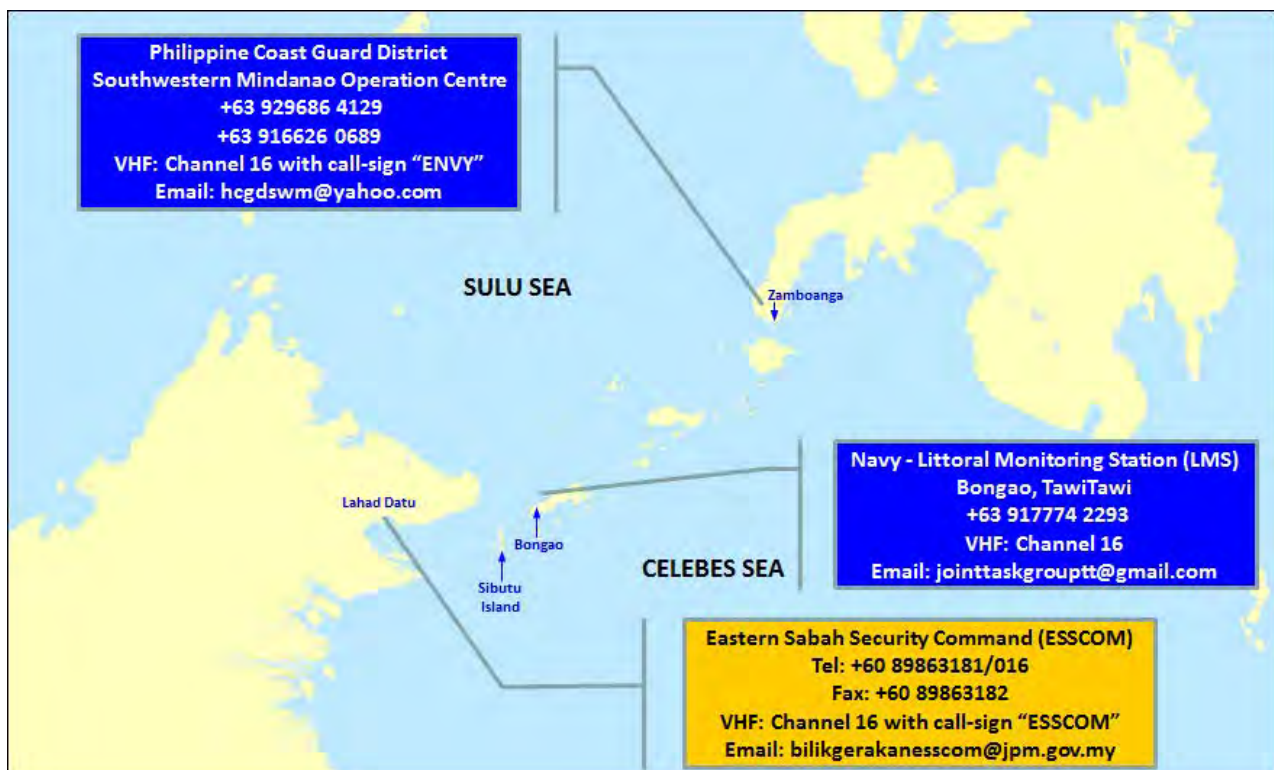 Philippine Coast Guard District
Southwestern Mindanao Operation Centre
+63 929686 4129
+63 916626 0689
VHF: Channel 16 with call-sign “ENVY”
Email: hcgdswm@yahoo.com
SULU SEA
Zamboanga
Navy - Littoral Monitoring Station (LMS)
Bongao, TawiTawi
+63 917774 2293
VHF: Channel 16
Email: jointtaskgrouptt@gmail.com
Lahad Datu
Bongao
CELEBES SEA
Sibutu
Island
Eastern Sabah Security Command (ESSCOM)
Tel: +60 89863181/016
Fax: +60 89863182
VHF: Channel 16 with call-sign “ESSCOM”
Email: bilikgerakanesscom@jpm.gov.my